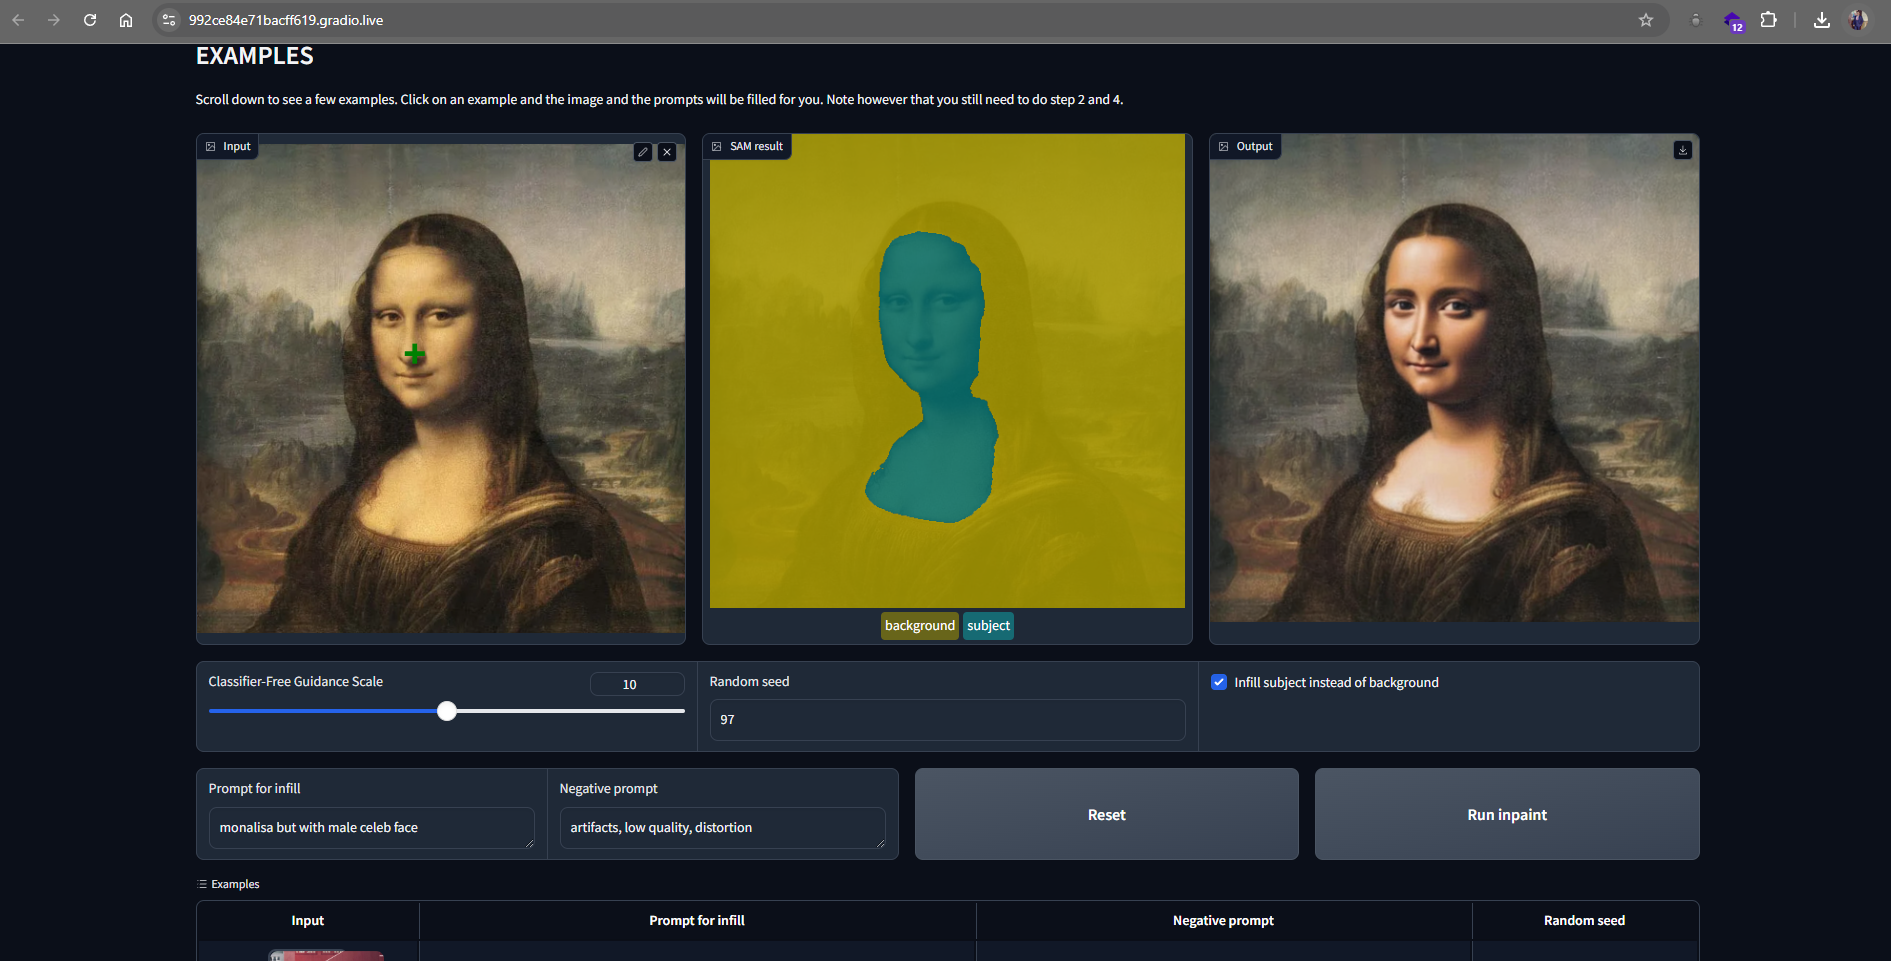 992ce84e71bacff619.gradio.live
12
EXAMPLES
Scroll down to see a few examples. Click on an example and the image and the prompts will be filled for you. Note however that you still need to do step 2 and 4.
Input
SAM result
Output
background subject
Classifier-Free Guidance Scale
10
Random seed
97
Infill subject instead of background
Prompt for infill
monalisa but with male celeb face
Negative prompt
artifacts, low quality, distortion
Reset
Run inpaint
Examples
Input Prompt for infill Negative prompt Random seed